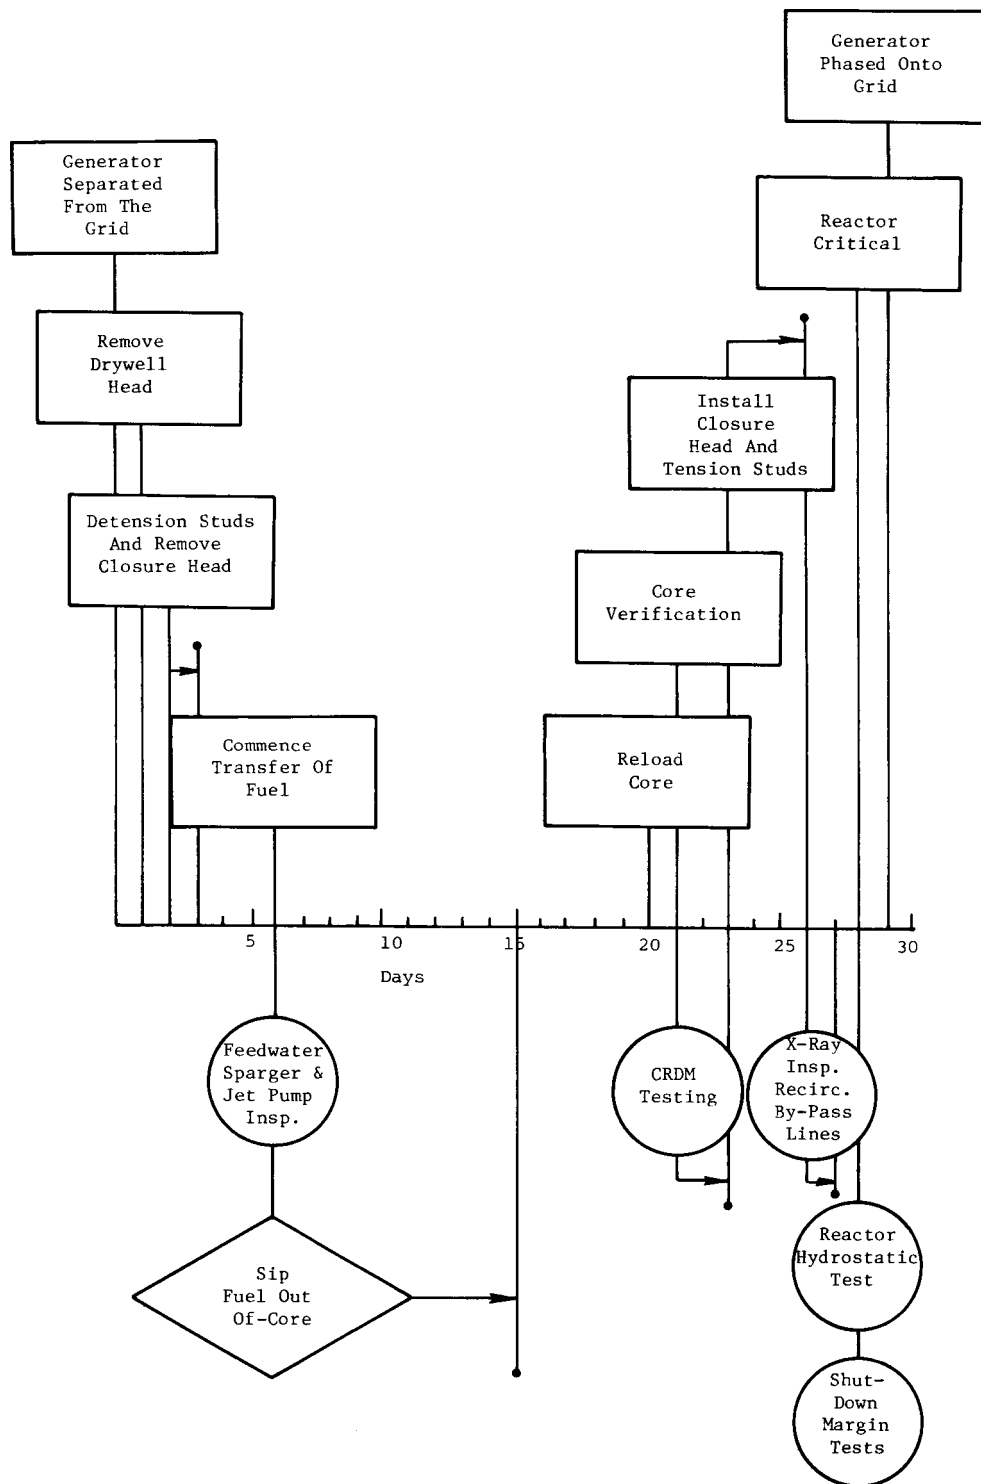 Generator
Phased Onto
Grid
Generator
Separated
From The
Grid
Reactor
Critical
Remove
Drywell
Head
Install
Closure
Head And
Tension Studs
Detension Studs
And Remove
Closure Head
Core
Verification
Commence
Transfer Of
Fuel
Reload
Core
5 10 15 20 25 30
Days
Feedwater
Sparger &
Jet Pump
Insp.
CRDM
Testing
X-Ray
Insp.
Recirc.
By-Pass
Lines
Sip
Fuel Out
Of-Core
Reactor
Hydrostatic
Test
Shut-
Down
Margin
Tests